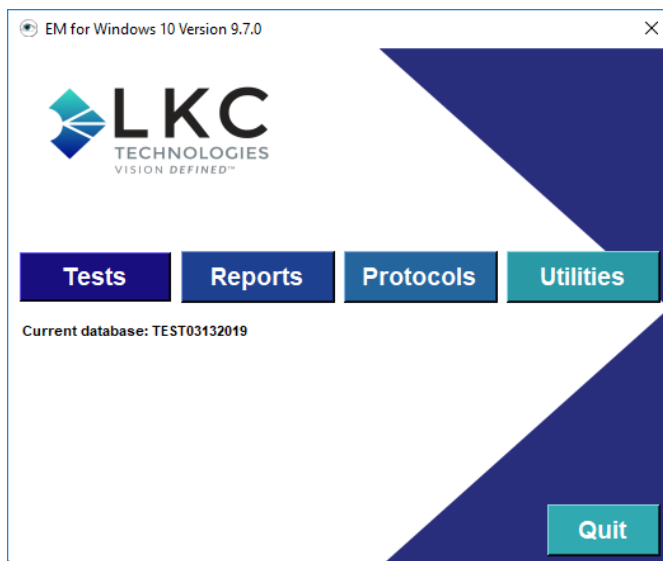 EM for Windows 10 Version 9.7.0
LKC
TECHNOLOGIES
VISION DEFINED™
Tests Reports Protocols Utilities
Current database: TEST03132019
Quit